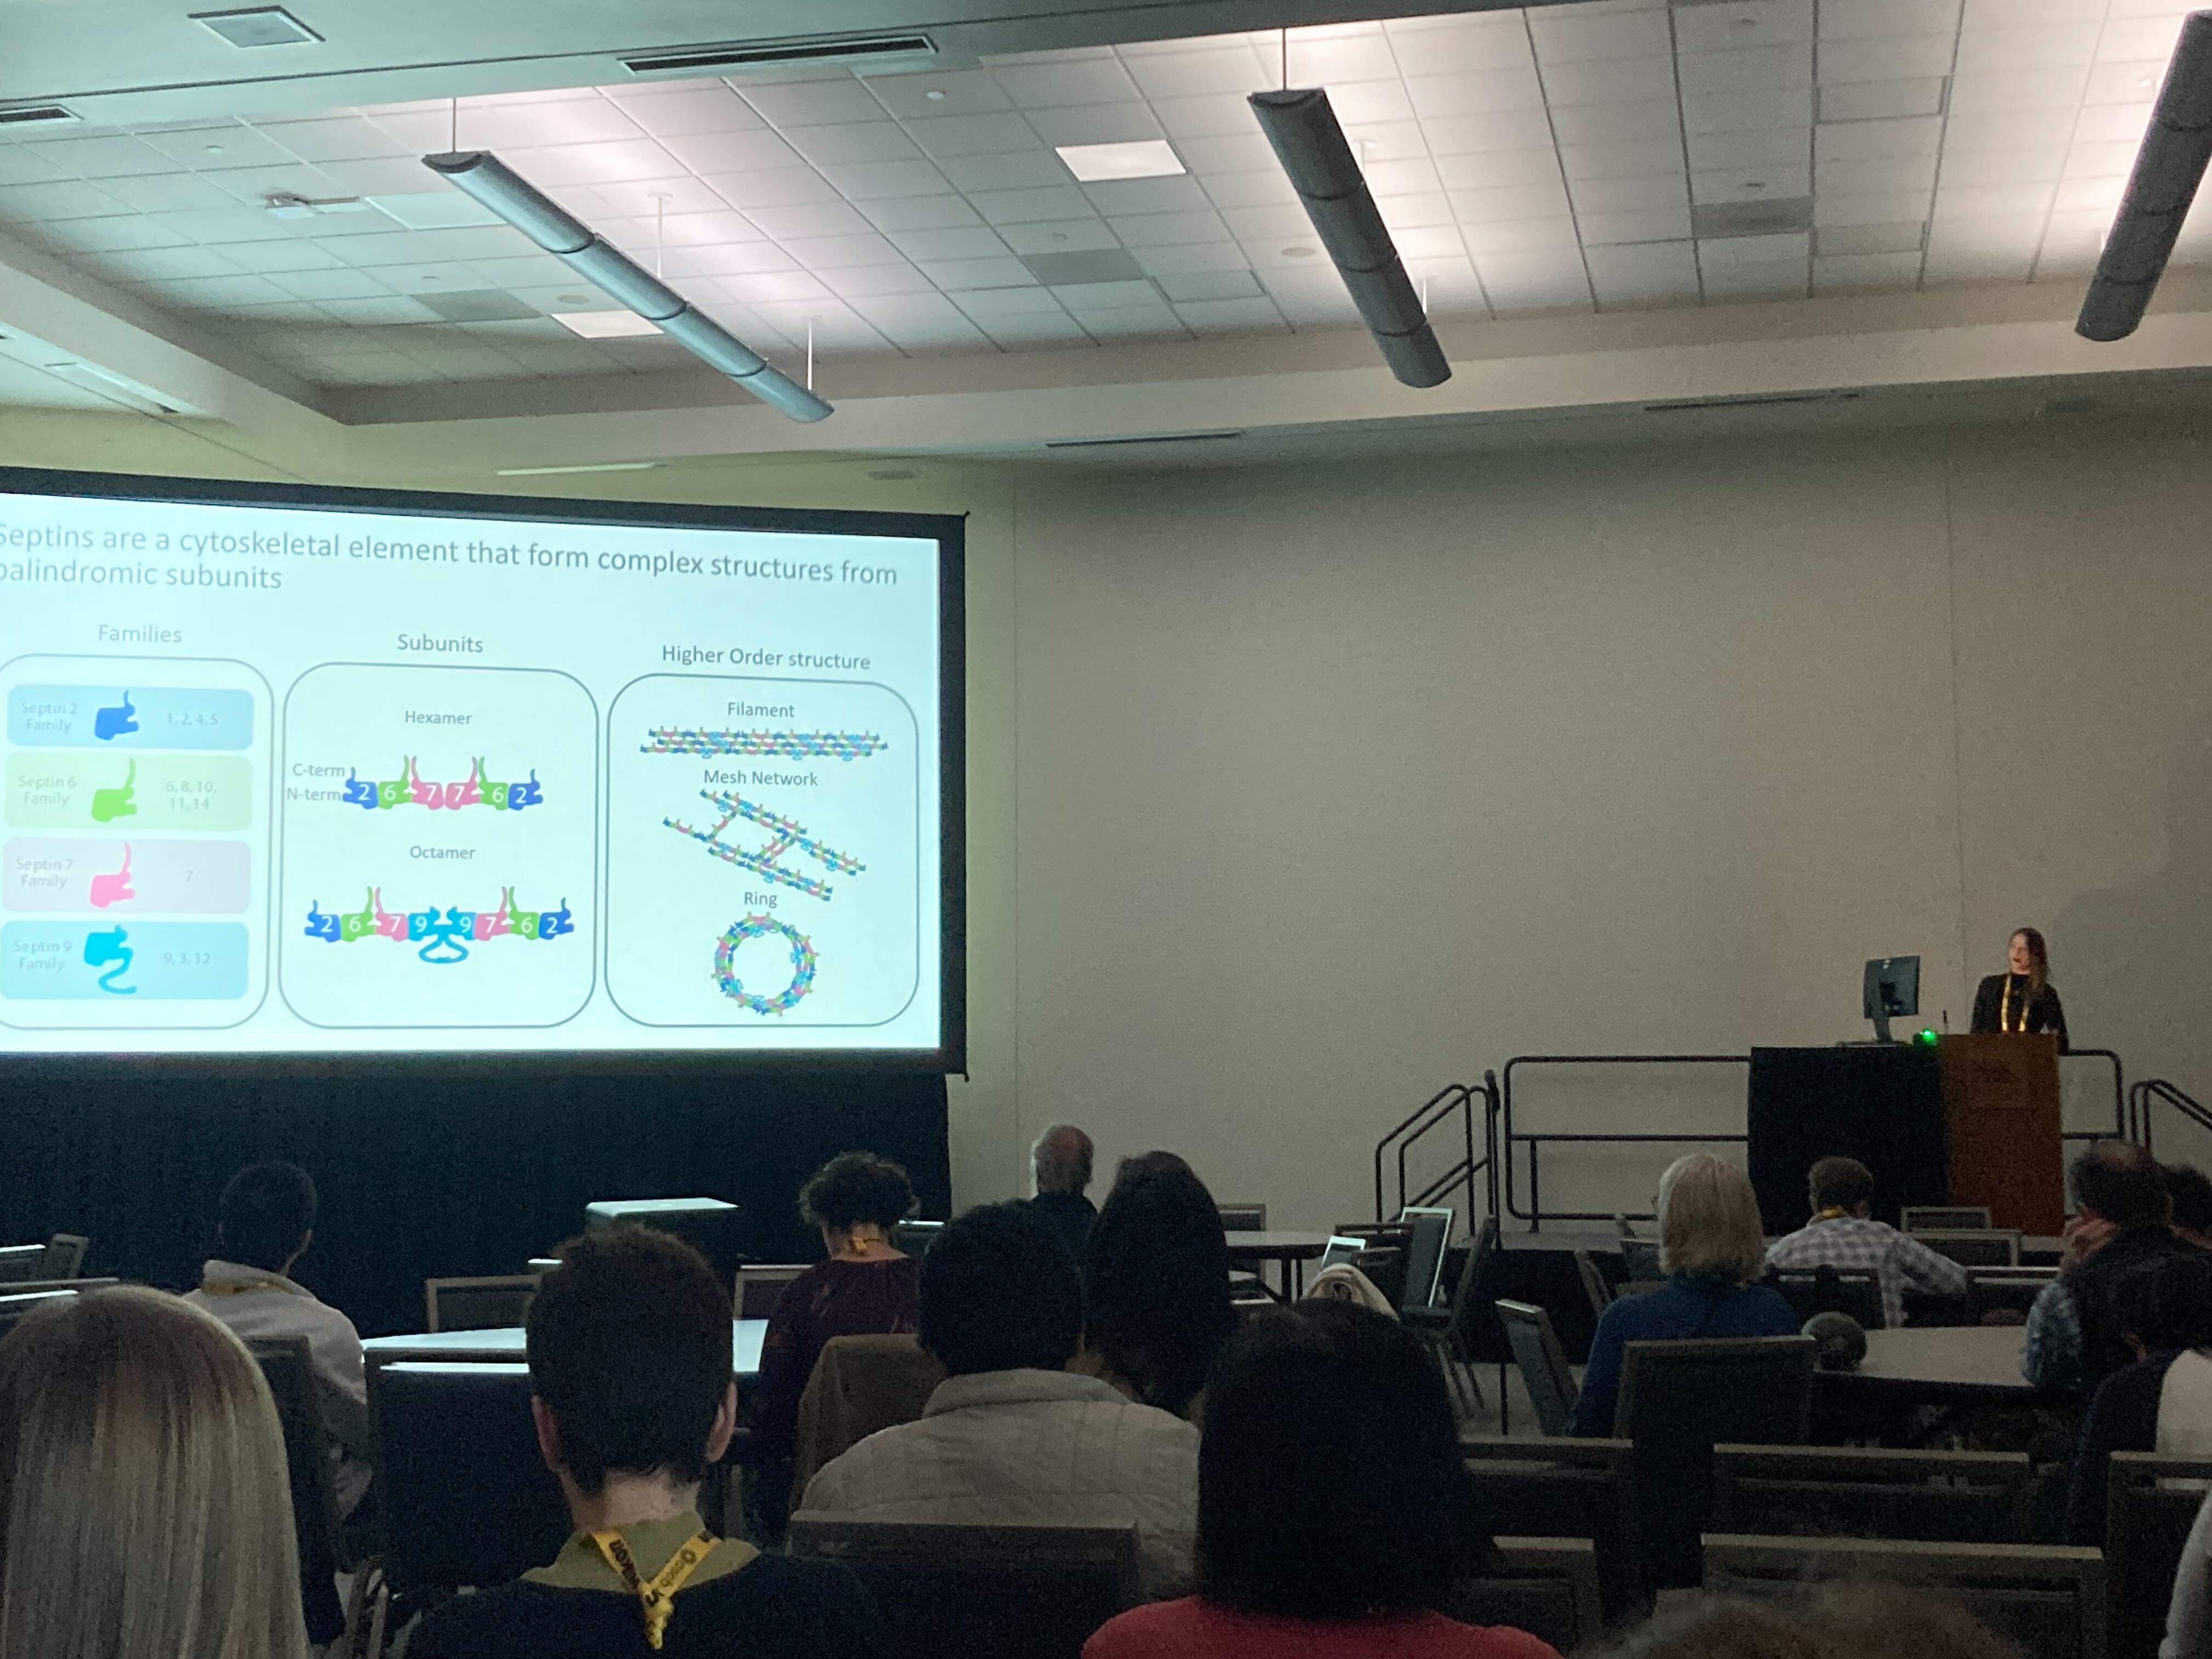 Septins are a cytoskeletal element that form complex structures from
palindromic subunits
Families
Septin 2
Family
1, 2, 4, 5
Septin 6
Family
6, 8, 10,
11, 14
Septin 7
Family
7
Septin 9
Family
9, 3, 12
Subunits
Hexamer
C-term
N-term
2 6 7 7 6 2
Octamer
2 6 7 9 9 7 6 2
Higher Order structure
Filament
Mesh Network
Ring
Nikon